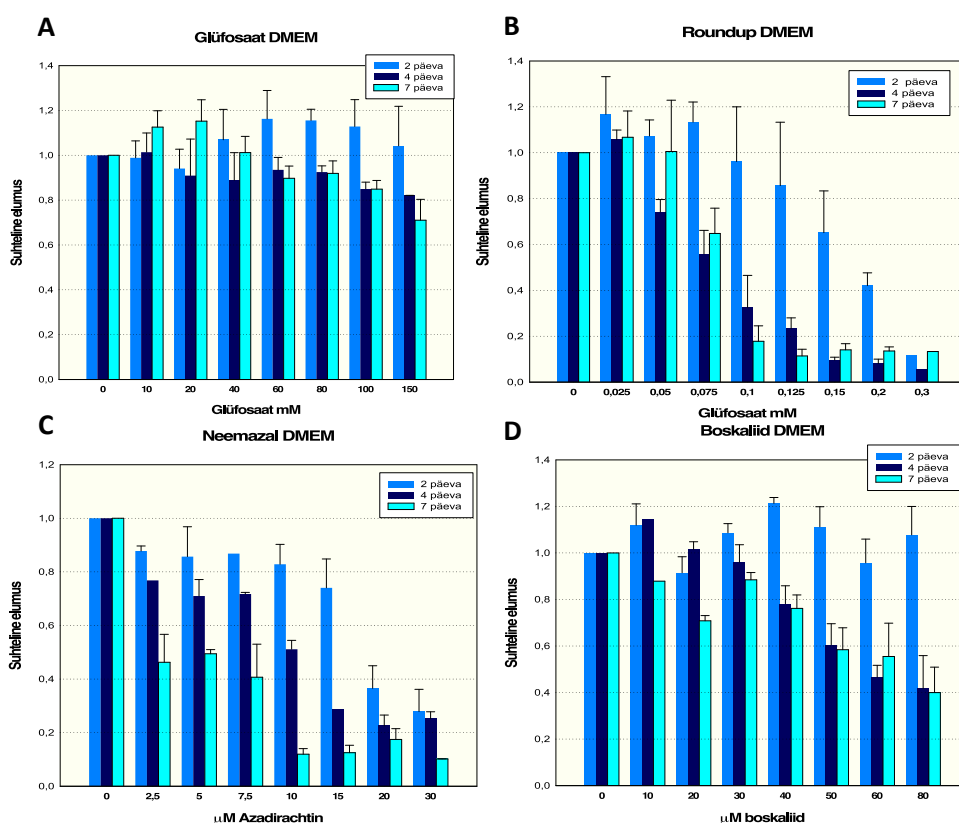 A
Glüfosaat DMEM
2 päeva
4 päeva
7 päeva
Suhteline elumus
1,4
1,2
1,0
0,8
0,6
0,4
0,2
0,0
0 10 20 40 60 80 100 150
Glüfosaat mM
B
Roundup DMEM
2 päeva
4 päeva
7 päeva
Suhteline elumus
1,4
1,2
1,0
0,8
0,6
0,4
0,2
0,0
0 0,025 0,05 0,075 0,1 0,125 0,15 0,2 0,3
Glüfosaat mM
C
Neemazal DMEM
2 päeva
4 päeva
7 päeva
Suhteline elumus
1,2
1,0
0,8
0,6
0,4
0,2
0,0
0 2,5 5 7,5 10 15 20 30
µM Azadirachtin
D
Boskaliid DMEM
2 päeva
4 päeva
7 päeva
Suhteline elumus
1,4
1,2
1,0
0,8
0,6
0,4
0,2
0,0
0 10 20 30 40 50 60 80
µM boskaliid